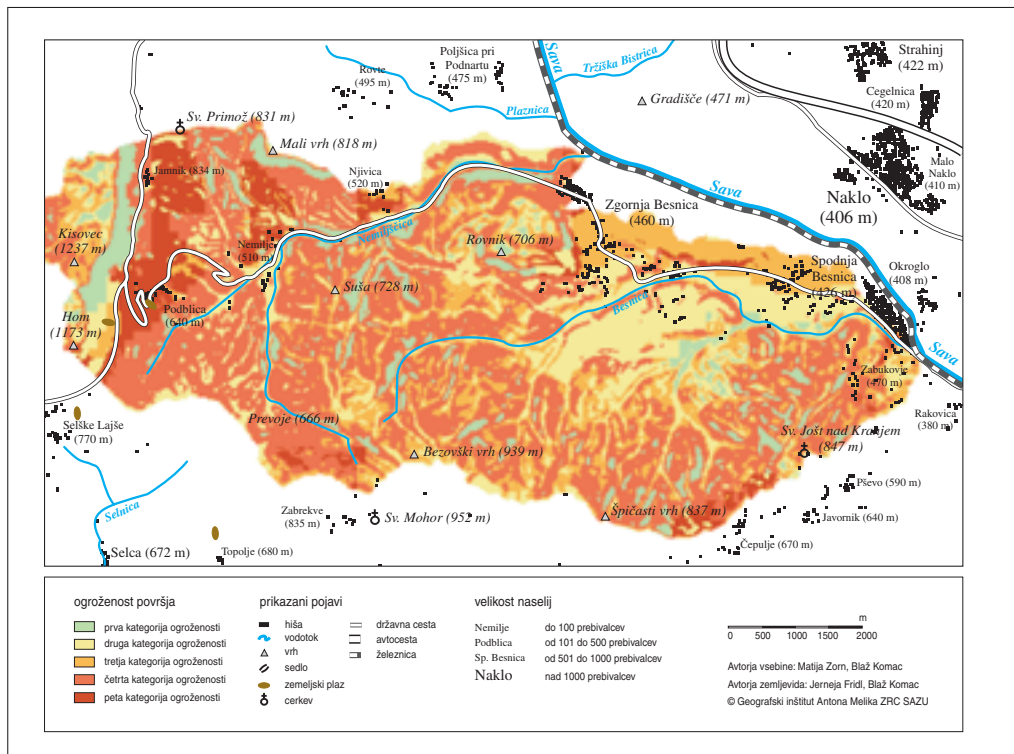 Sava
Tržiška Bistrica
Strahinj
(422 m)
Poljšica pri
Podnartu
(475 m)
Rovte
(495 m)
Cegelnica
(420 m)
Gradišče (471 m)
Plaznica
Sv. Primož (831 m)
Mali vrh (818 m)
Jamnik (834 m)
Njivica
(520 m)
Malo
Naklo
(410 m)
Sava
Naklo
(406 m)
Zgornja Besnica
(460 m)
Kisovec
(1237 m)
Nemilje
(510 m)
Nemiljščica
Rovnik (706 m)
Spodnja
Besnica
(426 m)
Okroglo
(408 m)
Suša (728 m)
Besnica
Podblica
(640 m)
Hom
(1173 m)
Sava
Zabukovje
(470 m)
Rakovica
(380 m)
Selške Lajše
(770 m)
Prevoje (666 m)
Sv. Jošt nad Kranjem
(847 m)
Bezovški vrh (939 m)
Pševo (590 m)
Selnica
Zabrekve
(835 m)
Sv. Mohor (952 m)
Špičasti vrh (837 m)
Javornik (640 m)
Čepulje (670 m)
Selca (672 m)
Topolje (680 m)
ogroženost površja
prva kategorija ogroženosti
druga kategorija ogroženosti
tretja kategorija ogroženosti
četrta kategorija ogroženosti
peta kategorija ogroženosti
prikazani pojavi
hiša
vodotok
vrh
sedlo
zemeljski plaz
cerkev
državna cesta
avtocesta
železnica
velikost naselij
Nemilje do 100 prebivalcev
Podblica od 101 do 500 prebivalcev
Sp. Besnica od 501 do 1000 prebivalcev
Naklo nad 1000 prebivalcev
m
0 500 1000 1500 2000
Avtorja vsebine: Matija Zorn, Blaž Komac
Avtorja zemljevida: Jerneja Fridl, Blaž Komac
© Geografski inštitut Antona Melika ZRC SAZU